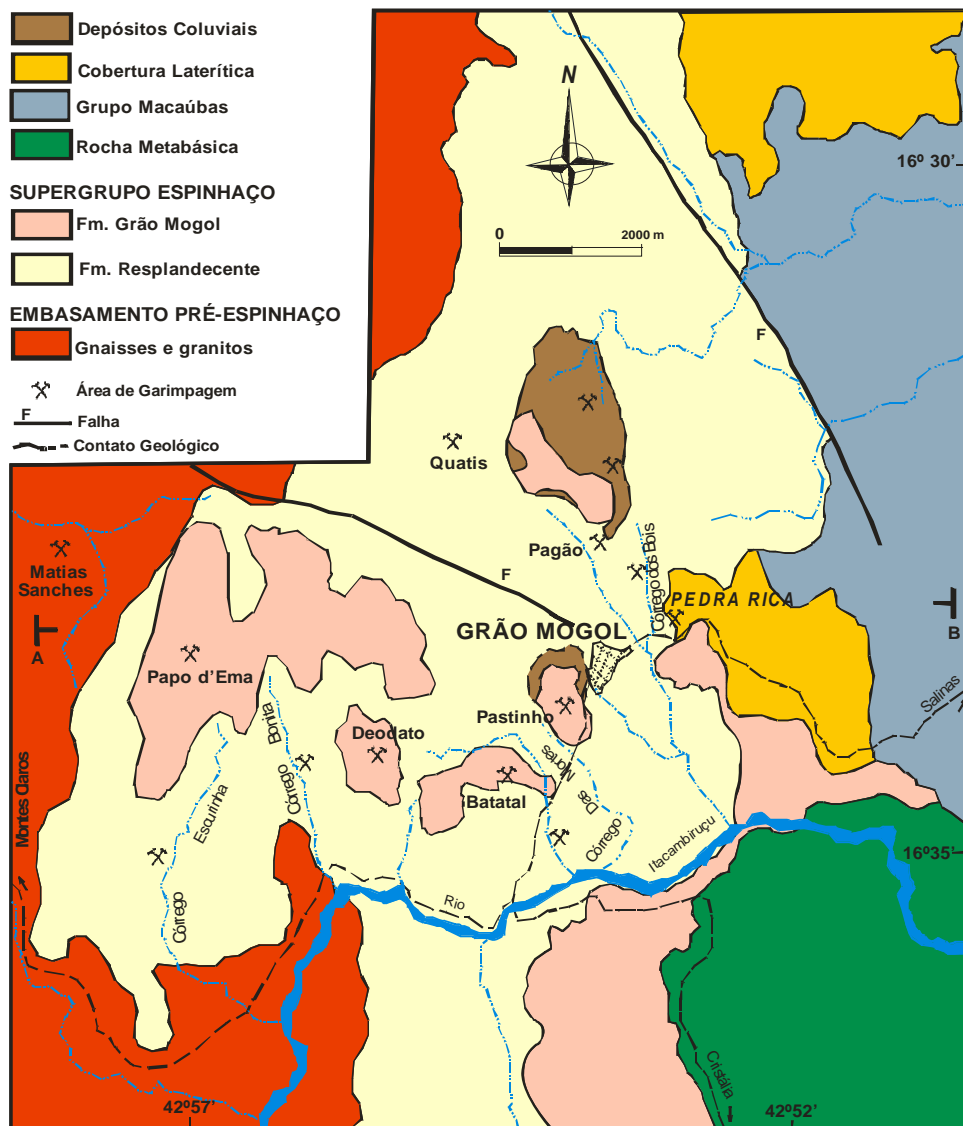 Depósitos Coluviais
Cobertura Laterítica
Grupo Macaúbas
Rocha Metabásica
SUPERGRUPO ESPINHAÇO
Fm. Grão Mogol
Fm. Resplandecente
EMBASAMENTO PRÉ-ESPINHAÇO
Gnaisses e granitos
Área de Garimpagem
F
Falha
Contato Geológico
N
0 2000 m
16º 30'
F
Quatis
Pagão
Córrego dos Bois
Matias
Sanches
F
PEDRA RICA
A
B
GRÃO MOGOL
Papo d'Ema
Bonita
Córrego
Deodato
Pastinho
Salinas
Batatal
Mortes
Das
Córrego
Escurinha
Córrego
Montes Claros
Itacambiruçu
Rio
16º35'
Cristália
42º57'
42º52'